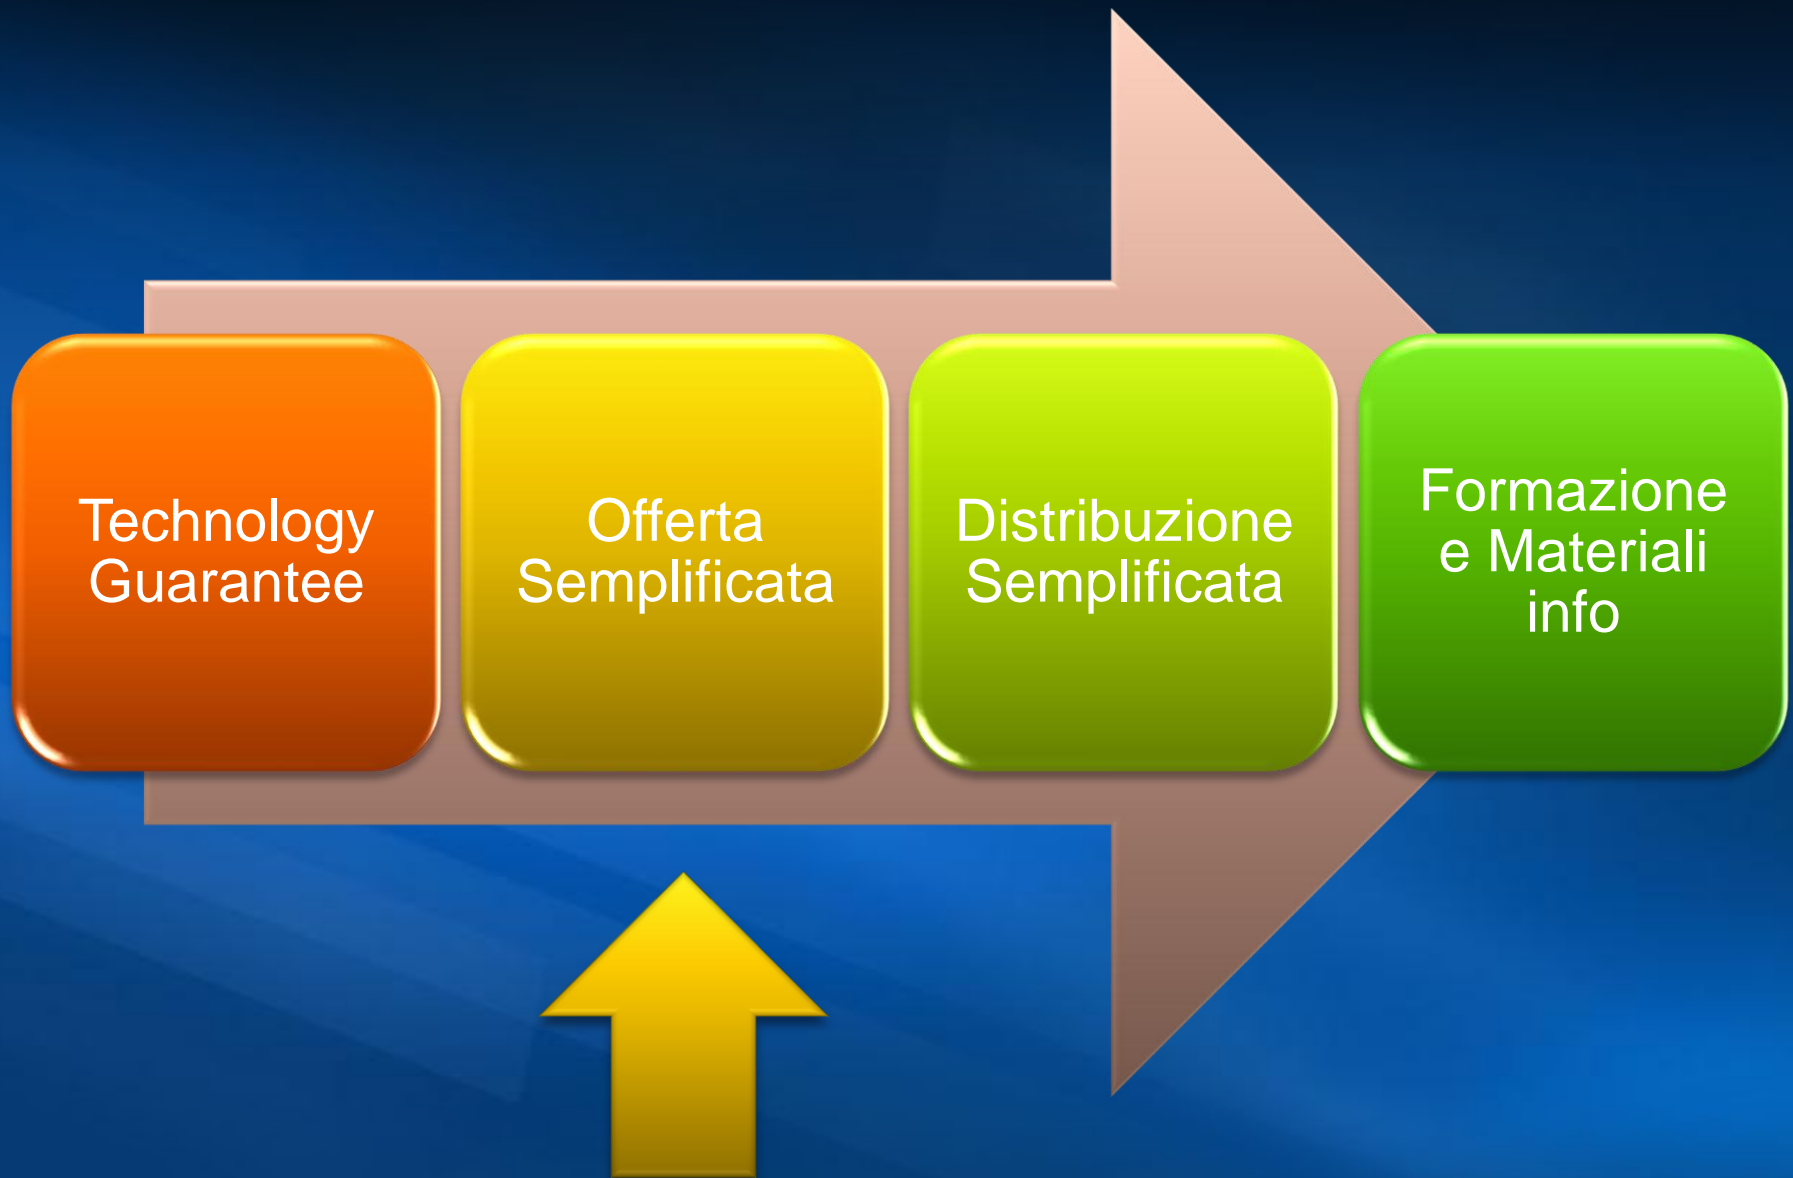 Technology
Guarantee
Offerta
Semplificata
Distribuzione
Semplificata
Formazione
e Materiali
info